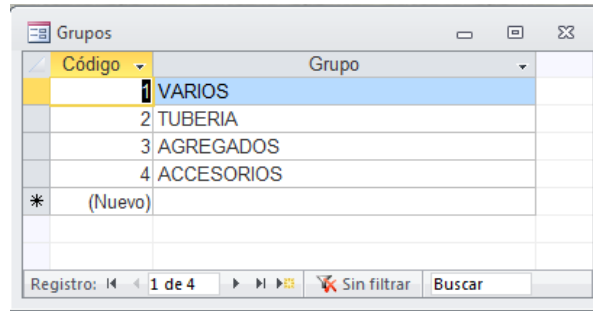 Grupos
Código Grupo
1 VARIOS
2 TUBERIA
3 AGREGADOS
4 ACCESORIOS
(Nuevo)
Registro: 1 de 4 Sin filtrar Buscar